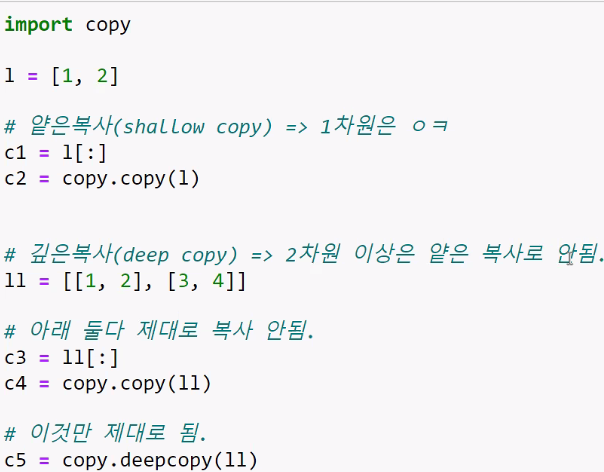 import copy
l = [1, 2]
# 얕은복사(shallow copy) => 1차원은 ㅇㅋ
c1 = l[:]
c2 = copy.copy(l)
# 깊은복사(deep copy) => 2차원 이상은 얕은 복사로 안됨.
ll = [[1, 2], [3, 4]]
# 아래 둘다 제대로 복사 안됨.
c3 = ll[:]
c4 = copy.copy(ll)
# 이것만 제대로 됨.
c5 = copy.deepcopy(ll)